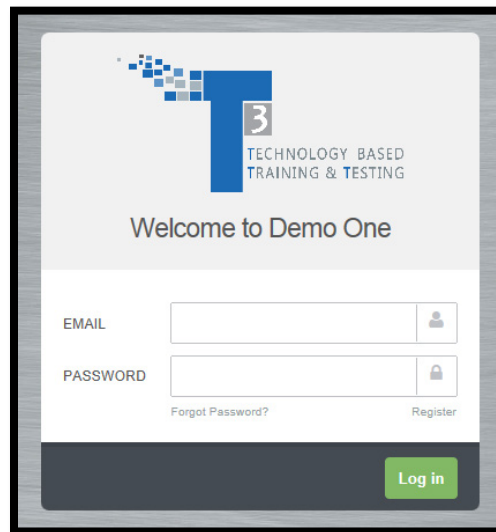 T
3
TECHNOLOGY BASED
TRAINING & TESTING
Welcome to Demo One
EMAIL
PASSWORD
Forgot Password? Register
Log in